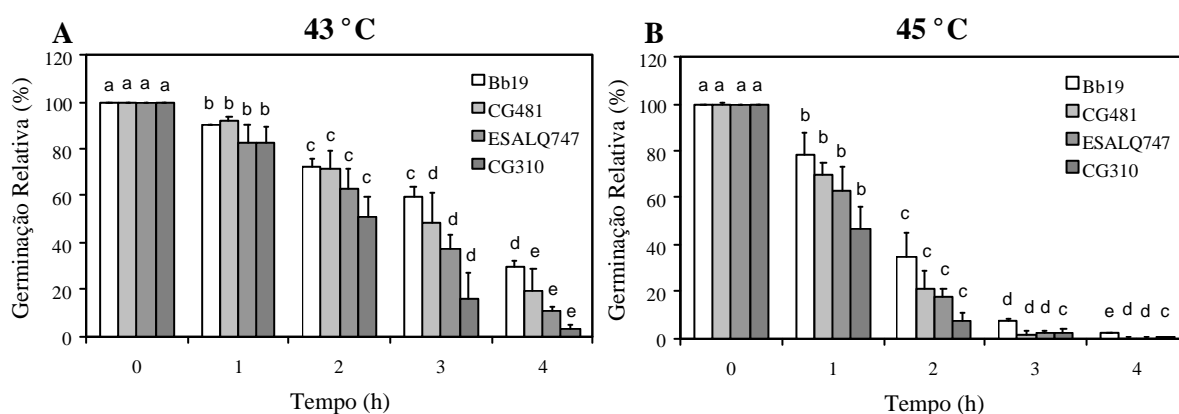 A
43 °C
Germinação Relativa (%)
120
100
80
60
40
20
0
a a a a
b b b b
c c c c
c d d d
d e e e
Bb19
CG481
ESALQ747
CG310
0 1 2 3 4
Tempo (h)
B
45 °C
Germinação Relativa (%)
120
100
80
60
40
20
0
a a a a
b b b b
c c c c
d d d c
e d d c
Bb19
CG481
ESALQ747
CG310
0 1 2 3 4
Tempo (h)